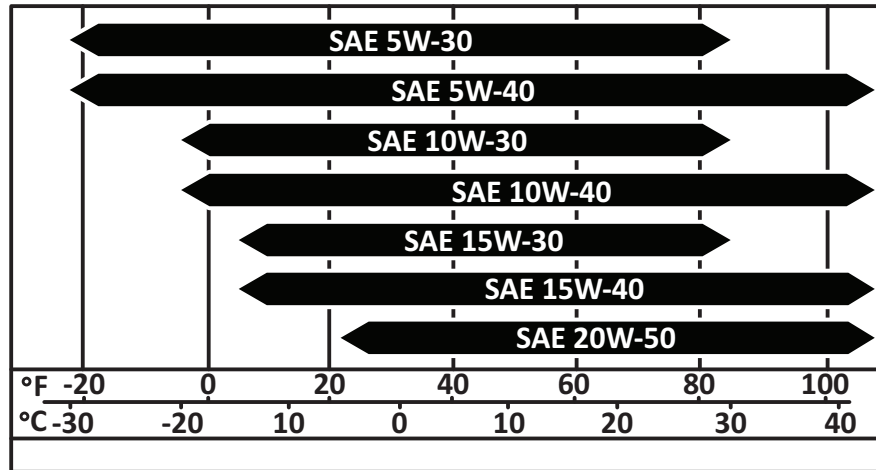 SAE 5W-30
SAE 5W-40
SAE 10W-30
SAE 10W-40
SAE 15W-30
SAE 15W-40
SAE 20W-50
°F -20 0 20 40 60 80 100
°C -30 -20 10 0 10 20 30 40